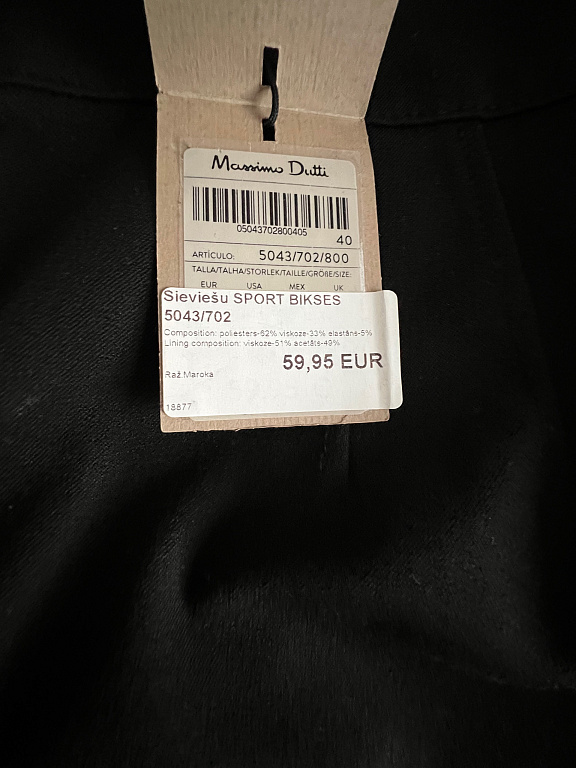 Massimo Dutti
05043702800405
40
ARTÍCULO: 5043/702/800
TALLA/TALHA/STORLEK/TAILLE/GRÖßE/SIZE:
EUR USA MEX UK
Sieviešu SPORT BIKSES
5043/702
Composition: poliesters-62% viskoze-33% elastāns-5%
Lining composition: viskoze-51% acetāts-49%
59,95 EUR
Raž.Maroka
18877